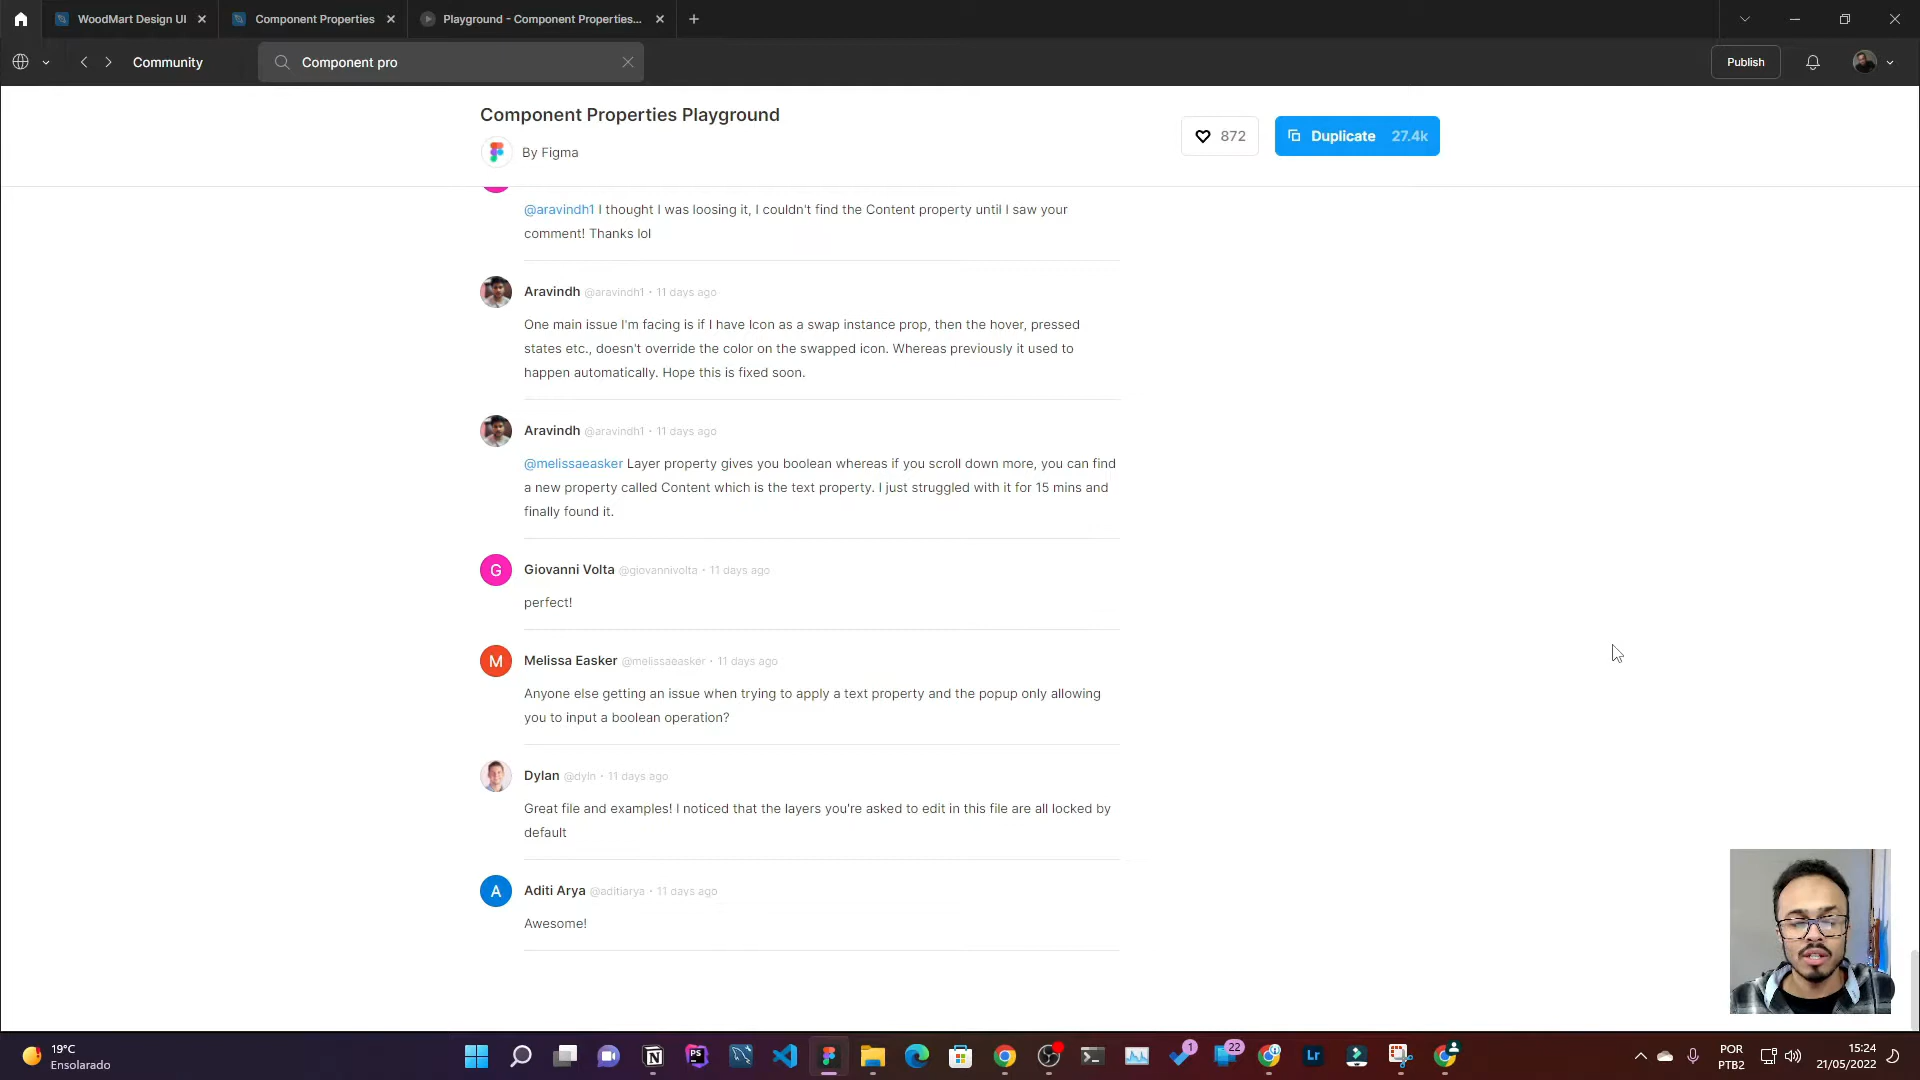 WoodMart Design UI
Component Properties
Playground - Component Properties...
Community
Component pro
Publish
Component Properties Playground
By Figma
872
Duplicate 27.4k
@aravindh1 I thought I was loosing it, I couldn't find the Content property until I saw your
comment! Thanks lol
Aravindh @aravindh1 • 11 days ago
One main issue I'm facing is if I have Icon as a swap instance prop, then the hover, pressed
states etc., doesn't override the color on the swapped icon. Whereas previously it used to
happen automatically. Hope this is fixed soon.
Aravindh @aravindh1 • 11 days ago
@melissaeasker Layer property gives you boolean whereas if you scroll down more, you can find
a new property called Content which is the text property. I just struggled with it for 15 mins and
finally found it.
G
Giovanni Volta @giovannivolta • 11 days ago
perfect!
M
Melissa Easker @melissaeasker • 11 days ago
Anyone else getting an issue when trying to apply a text property and the popup only allowing
you to input a boolean operation?
Dylan @dyln • 11 days ago
Great file and examples! I noticed that the layers you're asked to edit in this file are all locked by
default
A
Aditi Arya @aditiarya • 11 days ago
Awesome!
19°C
Ensolarado
N
PS
1
22
Lr
POR
PTB2
15:24
21/05/2022